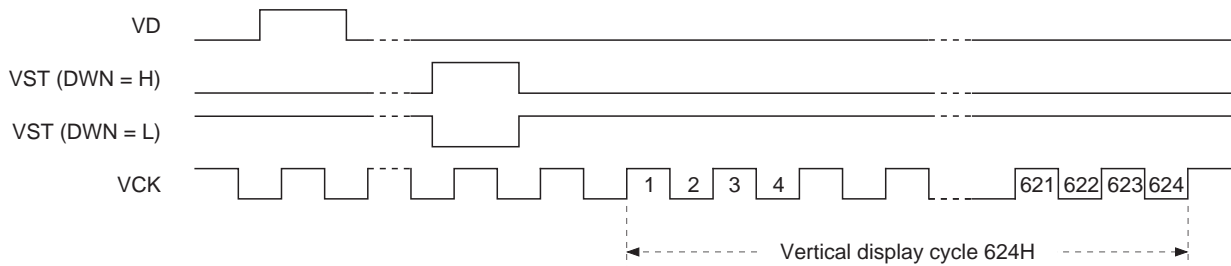 VD
VST (DWN = H)
VST (DWN = L)
VCK
1 2 3 4 621 622 623 624
Vertical display cycle 624H